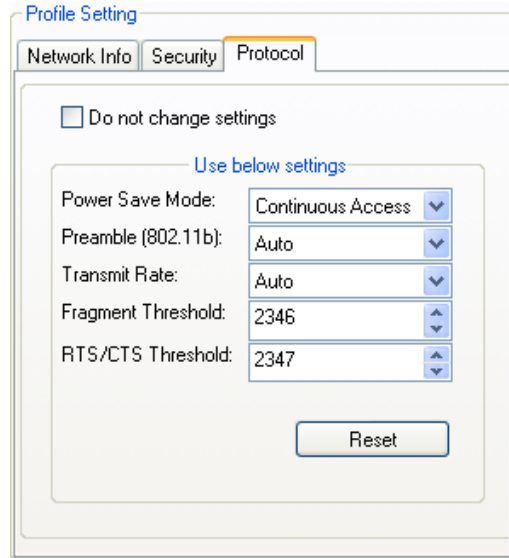 Profile Setting
Network Info Security Protocol
Do not change settings
Use below settings
Power Save Mode: Continuous Access
Preamble (802.11b): Auto
Transmit Rate: Auto
Fragment Threshold: 2346
RTS/CTS Threshold: 2347
Reset